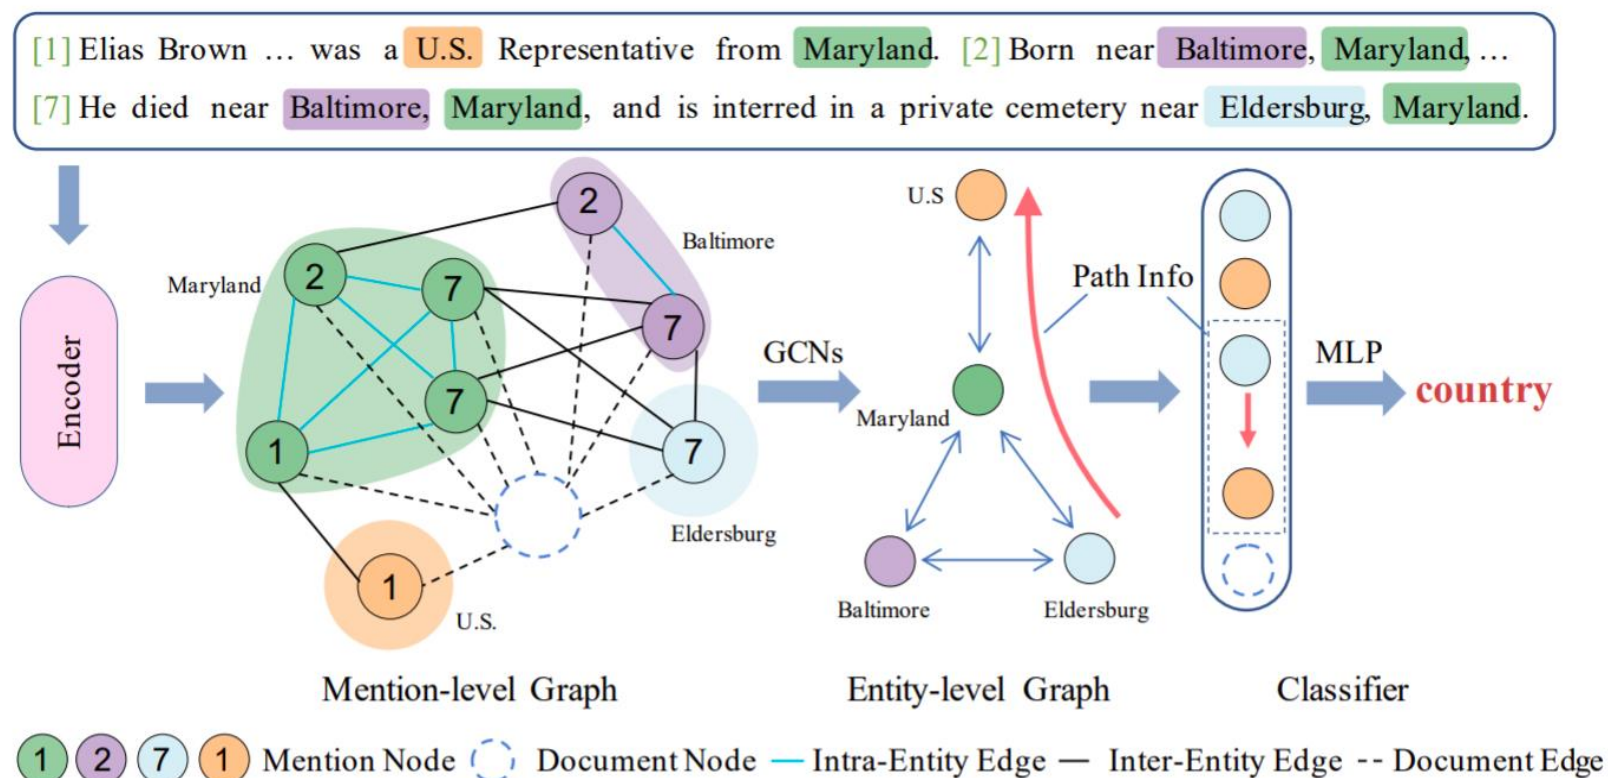 [1] Elias Brown … was a U.S. Representative from Maryland. [2] Born near Baltimore, Maryland, …
[7] He died near Baltimore, Maryland, and is interred in a private cemetery near Eldersburg, Maryland.
Encoder
Maryland
2
7
7
1
2
7
Baltimore
7
Eldersburg
1
U.S.
Mention-level Graph
GCNs
U.S
Maryland
Baltimore
Eldersburg
Path Info
Entity-level Graph
MLP
country
Classifier
1 2 7 1 Mention Node Document Node Intra-Entity Edge Inter-Entity Edge Document Edge